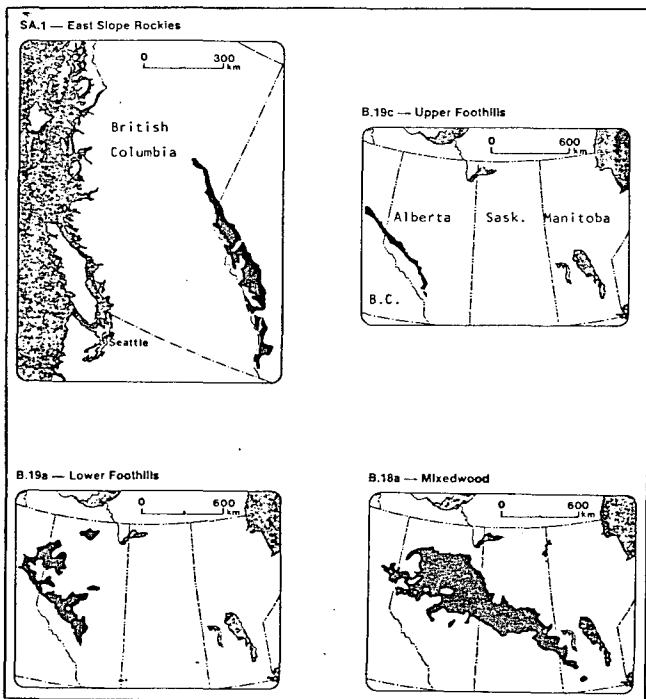 SA.1 — East Slope Rockies
0 300
km
British
Columbia
Seattle
B.19c — Upper Foothills
0 600
km
Alberta Sask. Manitoba
B.C.
B.19a — Lower Foothills
0 600
km
B.18a — Mixedwood
0 600
km